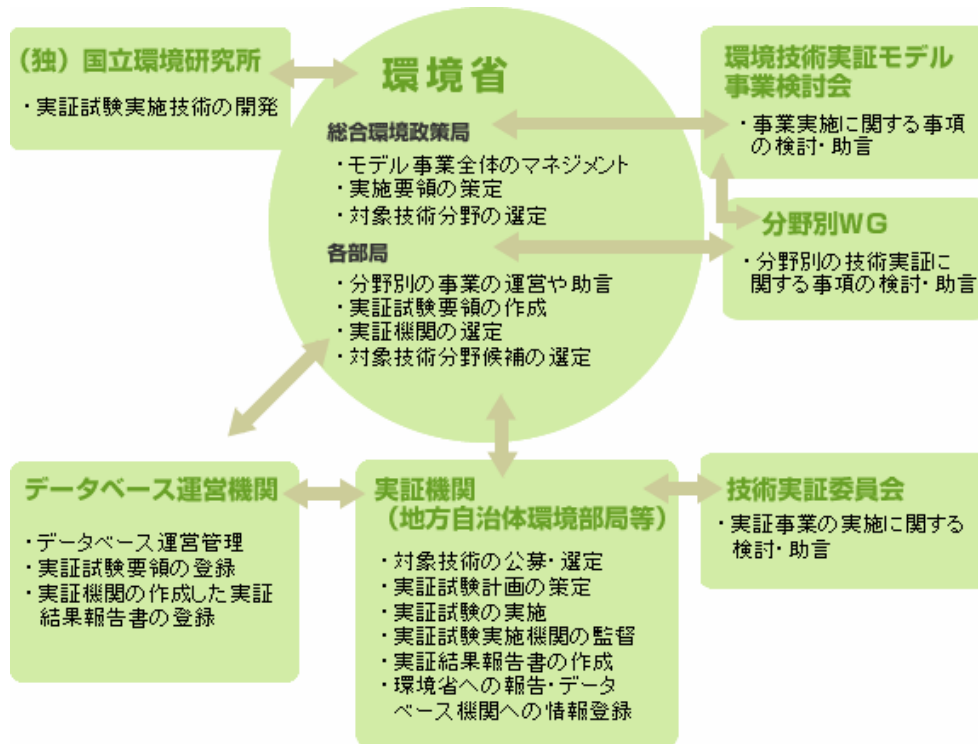 （独）国立環境研究所
・実証試験実施技術の開発
環境省
総合環境政策局
・モデル事業全体のマネジメント
・実施要領の策定
・対象技術分野の選定
各部局
・分野別の事業の運営や助言
・実証試験要領の作成
・実証機関の選定
・対象技術分野候補の選定
環境技術実証モデル
事業検討会
・事業実施に関する事項
の検討・助言
分野別WG
・分野別の技術実証に
関する事項の検討・助言
データベース運営機関
・データベース運営管理
・実証試験要領の登録
・実証機関の作成した実証
結果報告書の登録
実証機関
（地方自治体環境部局等）
・対象技術の公募・選定
・実証試験計画の策定
・実証試験の実施
・実証試験実施機関の監督
・実証結果報告書の作成
・環境省への報告・データ
ベース機関への情報登録
技術実証委員会
・実証事業の実施に関する
検討・助言